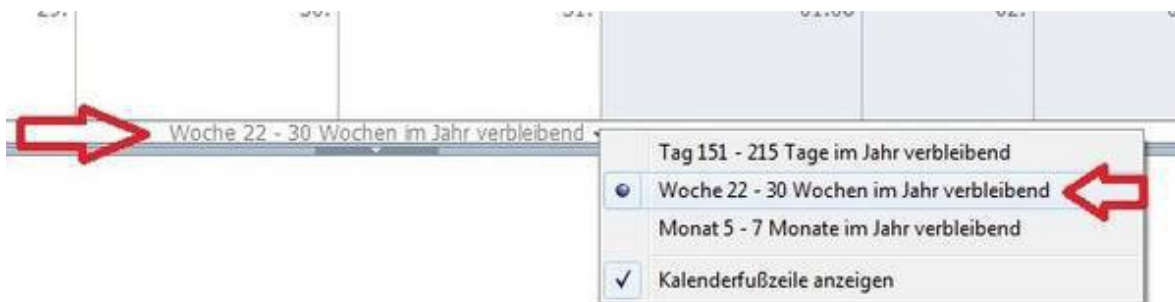 Woche 22 - 30 Wochen im Jahr verbleibend
Tag 151 - 215 Tage im Jahr verbleibend
Woche 22 - 30 Wochen im Jahr verbleibend
Monat 5 - 7 Monate im Jahr verbleibend
Kalenderfußzeile anzeigen